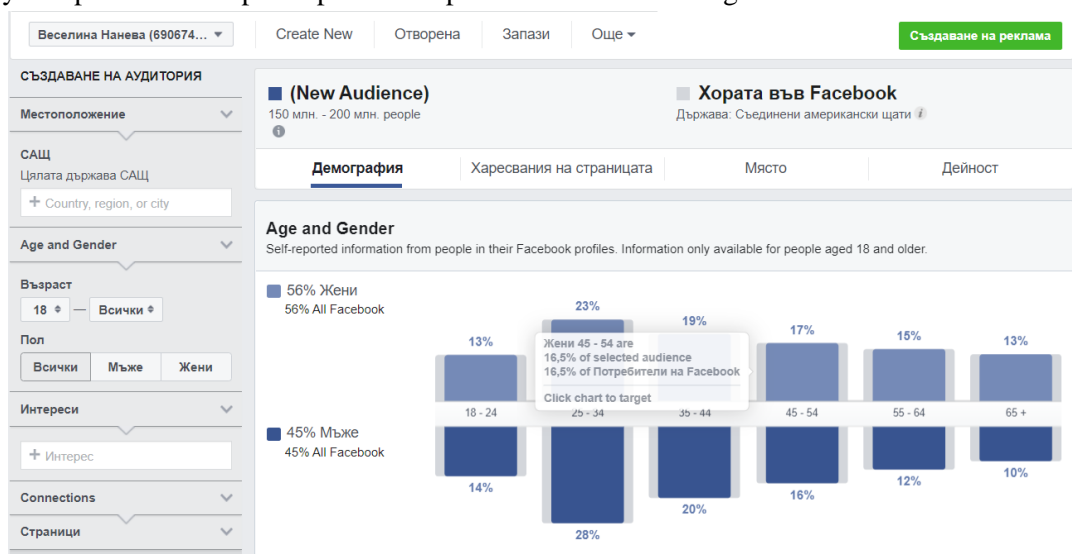 Веселина Нанева (690674...
Create New
Отворена
Запази
Още
Създаване на реклама
СЪЗДАВАНЕ НА АУДИТОРИЯ
Местоположение
САЩ
Цялата държава САЩ
+ Country, region, or city
Age and Gender
Възраст
18 — Всички
Пол
Всички Мъже Жени
Интереси
+ Интерес
Connections
Страници
(New Audience)
150 млн. - 200 млн. people
Хората във Facebook
Държава: Съединени американски щати
Демография
Харесвания на страницата
Място
Дейност
Age and Gender
Self-reported information from people in their Facebook profiles. Information only available for people aged 18 and older.
56% Жени
56% All Facebook
13% 23% 19% 17% 15% 13%
Жени 45 - 54 are
16,5% of selected audience
16,5% of Потребители на Facebook
Click chart to target
18 - 24 25 - 34 35 - 44 45 - 54 55 - 64 65 +
45% Мъже
45% All Facebook
14% 28% 20% 16% 12% 10%